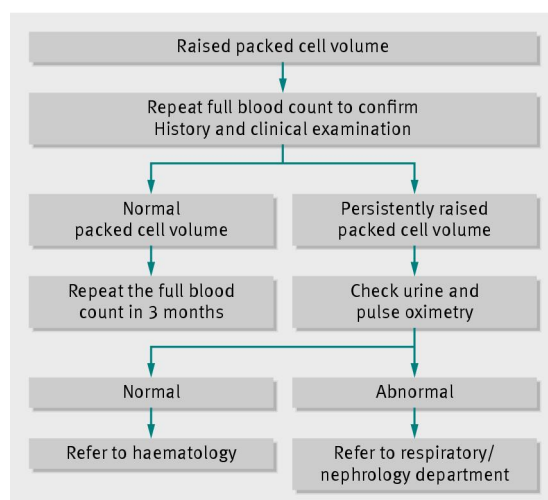 Raised packed cell volume
Repeat full blood count to confirm
History and clinical examination
Normal
packed cell volume
Persistently raised
packed cell volume
Repeat the full blood
count in 3 months
Check urine and
pulse oximetry
Normal
Abnormal
Refer to haematology
Refer to respiratory/
nephrology department